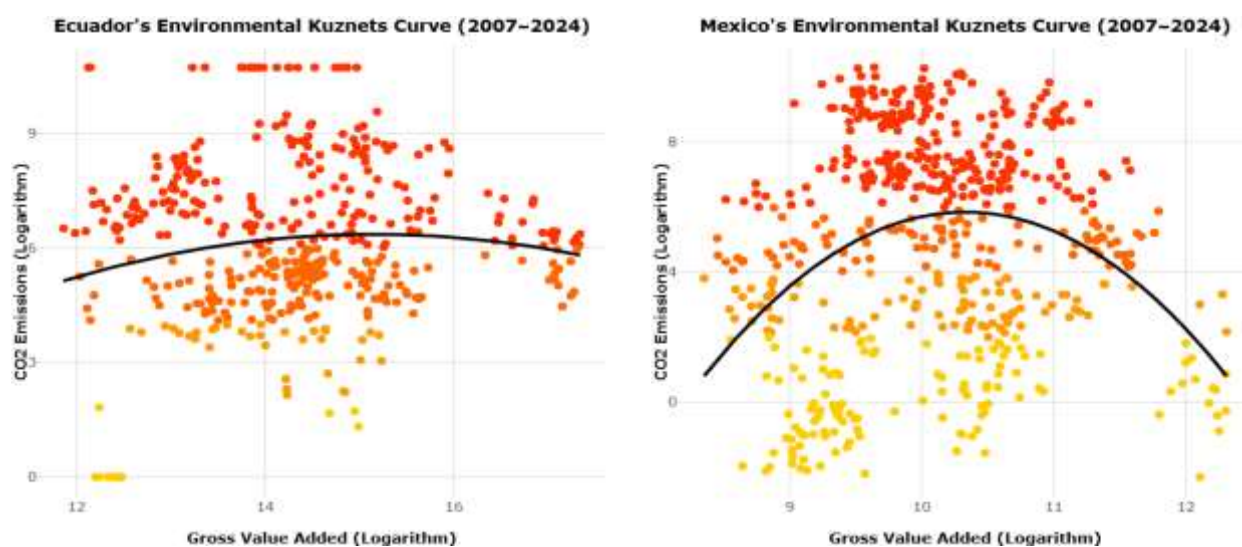 Ecuador's Environmental Kuznets Curve (2007–2024)
CO2 Emissions (Logarithm)
9
6
3
0
12
14
16
Gross Value Added (Logarithm)
Mexico's Environmental Kuznets Curve (2007–2024)
CO2 Emissions (Logarithm)
8
4
0
9
10
11
12
Gross Value Added (Logarithm)